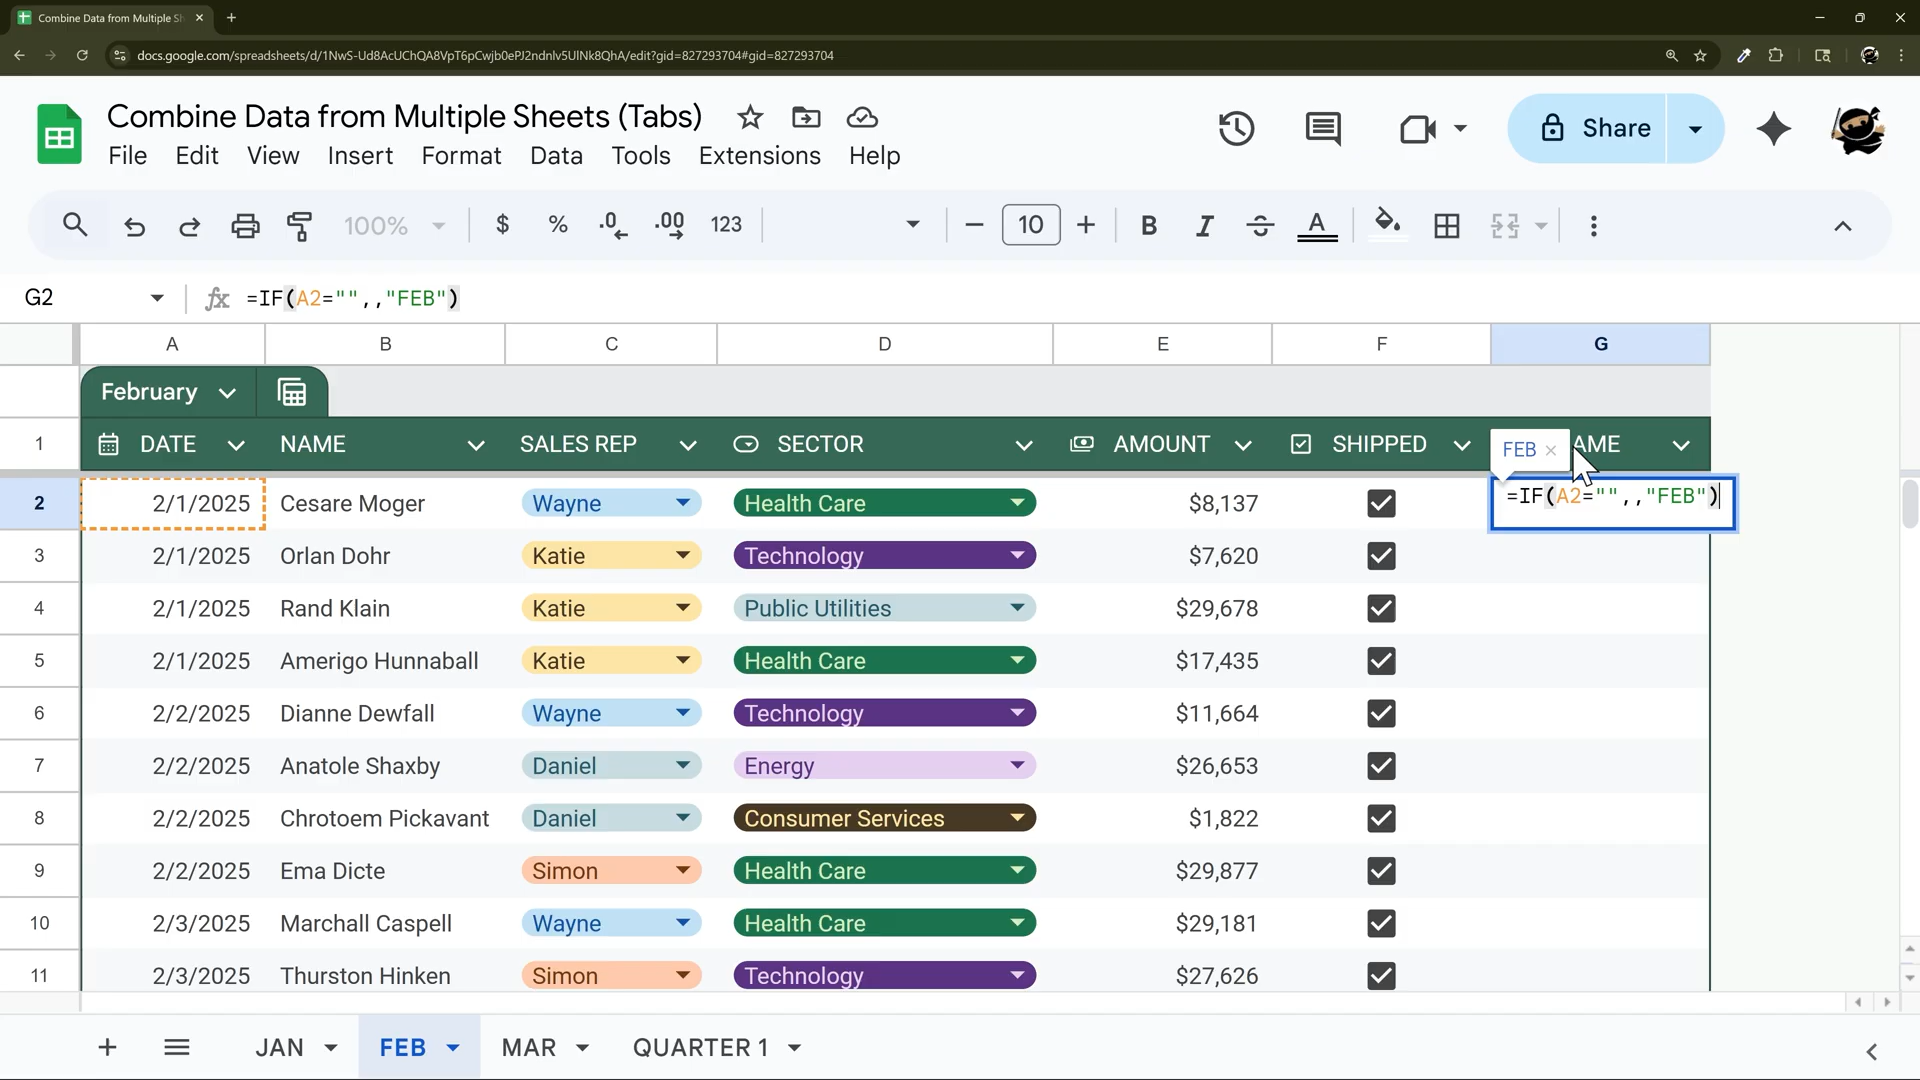 Combine Data from Multiple Sh
docs.google.com/spreadsheets/d/1NwS-Ud8AcUChQA8VpT6pCwjb0ePJ2ndnlv5UlNk8QhA/edit?gid=827293704#gid=827293704
Combine Data from Multiple Sheets (Tabs)
Share
File Edit View Insert Format Data Tools Extensions Help
100% $ % .0 .00 123 10 B I S A
G2 fx =IF(A2="",,"FEB")
A B C D E F G
February
1 DATE NAME SALES REP SECTOR AMOUNT SHIPPED AME
FEB ×
2 2/1/2025 Cesare Moger Wayne Health Care $8,137 =IF(A2="",,"FEB")
3 2/1/2025 Orlan Dohr Katie Technology $7,620
4 2/1/2025 Rand Klain Katie Public Utilities $29,678
5 2/1/2025 Amerigo Hunnaball Katie Health Care $17,435
6 2/2/2025 Dianne Dewfall Wayne Technology $11,664
7 2/2/2025 Anatole Shaxby Daniel Energy $26,653
8 2/2/2025 Chrotoem Pickavant Daniel Consumer Services $1,822
9 2/2/2025 Ema Dicte Simon Health Care $29,877
10 2/3/2025 Marchall Caspell Wayne Health Care $29,181
11 2/3/2025 Thurston Hinken Simon Technology $27,626
JAN FEB MAR QUARTER 1